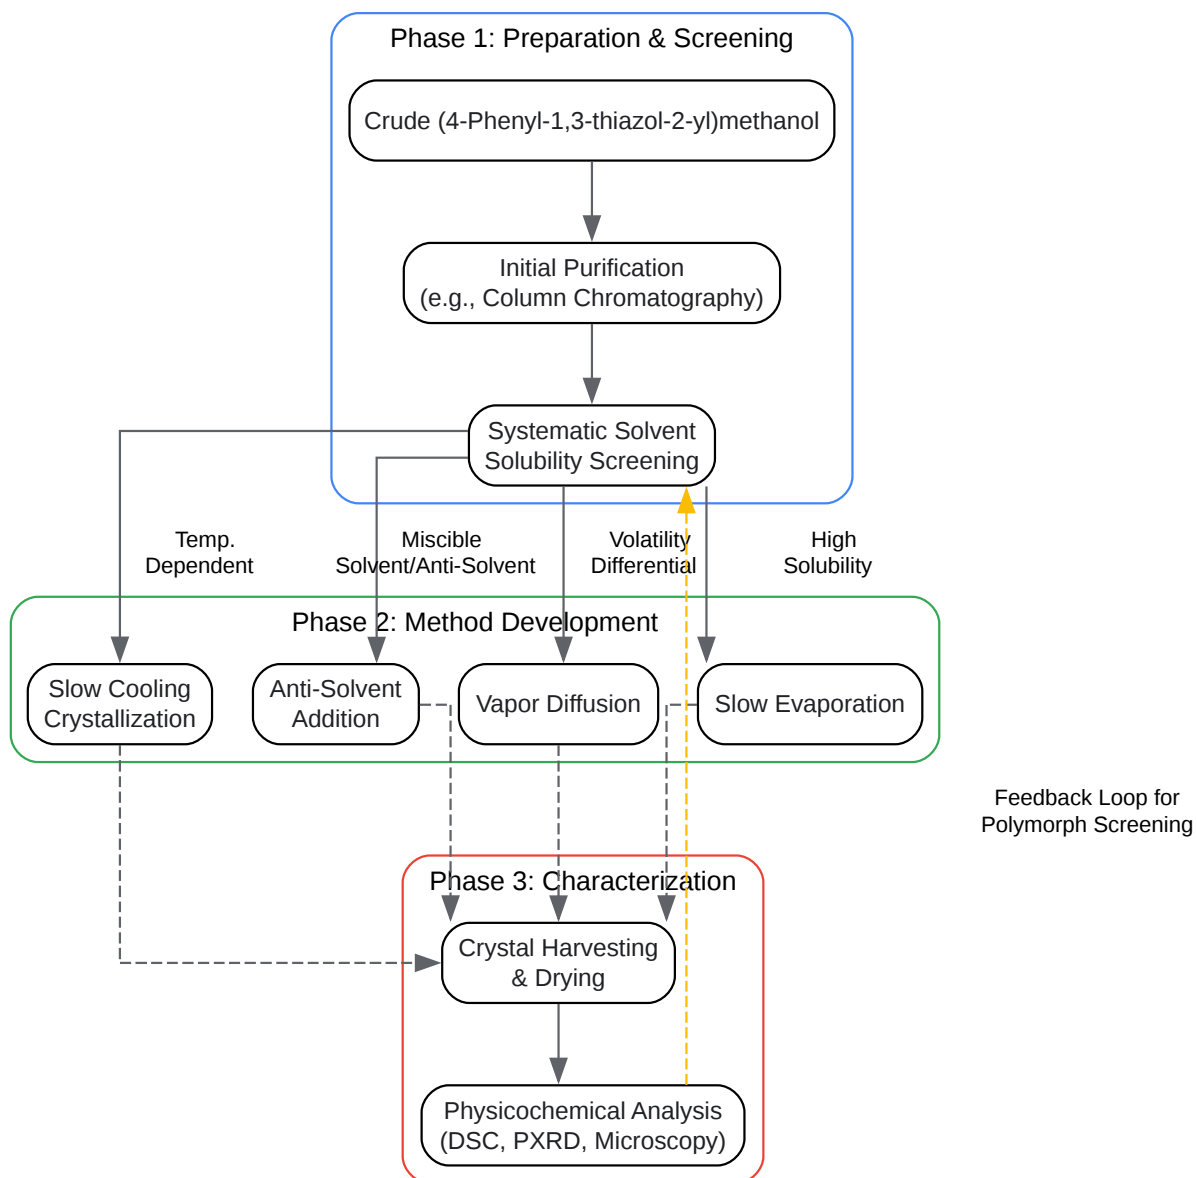 Phase 1: Preparation & Screening
Crude (4-Phenyl-1,3-thiazol-2-yl)methanol
Initial Purification
(e.g., Column Chromatography)
Systematic Solvent
Solubility Screening
Temp.
Dependent
Miscible
Solvent/Anti-Solvent
Volatility
Differential
High
Solubility
Phase 2: Method Development
Slow Cooling
Crystallization
Anti-Solvent
Addition
Vapor Diffusion
Slow Evaporation
Feedback Loop for
Polymorph Screening
Phase 3: Characterization
Crystal Harvesting
& Drying
Physicochemical Analysis
(DSC, PXRD, Microscopy)